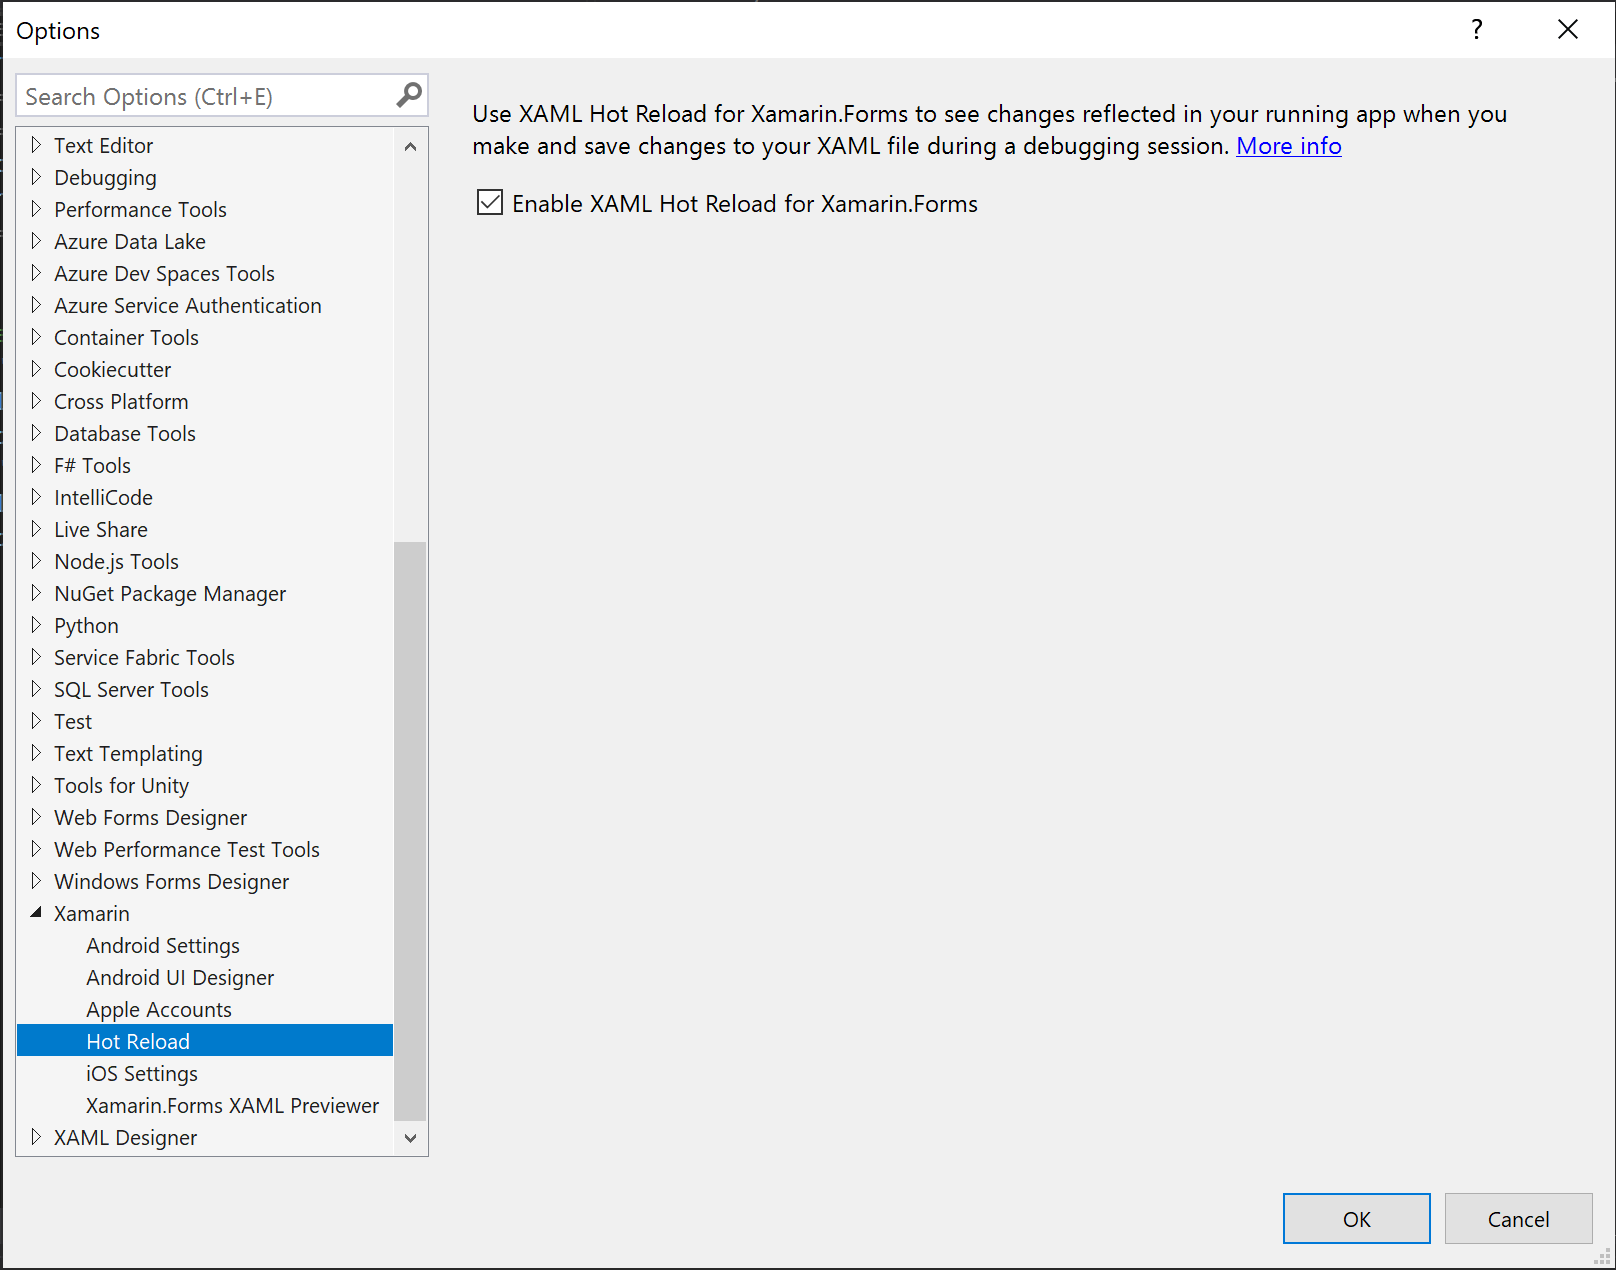 Options
?
Search Options (Ctrl+E)
Text Editor
Debugging
Performance Tools
Azure Data Lake
Azure Dev Spaces Tools
Azure Service Authentication
Container Tools
Cookiecutter
Cross Platform
Database Tools
F# Tools
IntelliCode
Live Share
Node.js Tools
NuGet Package Manager
Python
Service Fabric Tools
SQL Server Tools
Test
Text Templating
Tools for Unity
Web Forms Designer
Web Performance Test Tools
Windows Forms Designer
Xamarin
Android Settings
Android UI Designer
Apple Accounts
Hot Reload
iOS Settings
Xamarin.Forms XAML Previewer
XAML Designer
Use XAML Hot Reload for Xamarin.Forms to see changes reflected in your running app when you
make and save changes to your XAML file during a debugging session. More info
Enable XAML Hot Reload for Xamarin.Forms
OK
Cancel